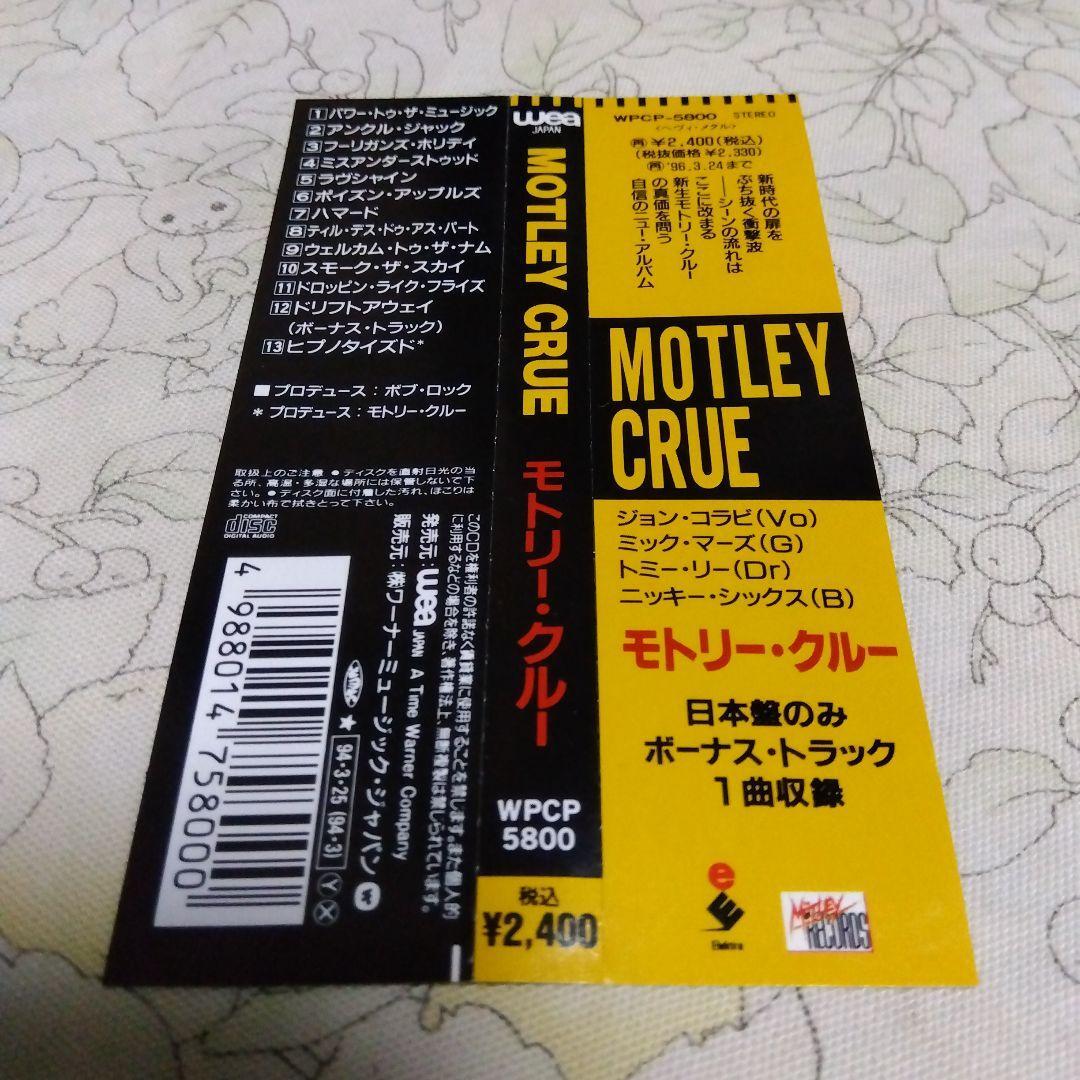 1 パワー・トゥ・ザ・ミュージック
2 アンクル・ジャック
3 フーリガンズ・ホリデイ
4 ミスアンダーストゥッド
5 ラヴシャイン
6 ポイズン・アップルズ
7 ハマード
8 ティル・デス・ドゥ・アス・パート
9 ウェルカム・トゥ・ザ・ナム
10 スモーク・ザ・スカイ
11 ドロッピン・ライク・フライズ
12 ドリフトアウェイ
(ボーナス・トラック)
13 ヒプノタイズド*
■ プロデュース：ボブ・ロック
* プロデュース：モトリー・クルー
取扱上のご注意 ●ディスクを直射日光の当
る所、高温・多湿な場所には保管しないで下
さい。●ディスク面に付着した汚れ、ほこりは
柔かい布で拭きとって下さい。
COMPACT
disc
DIGITAL AUDIO
4 988014 758000
このCDを権利者の許諾なく賃貸業に使用することを禁じます。また個人的
に利用するなどの場合を除き、著作権法上、無断複製は禁じられています。
発売元：wea JAPAN A Time Warner Company
販売元：㈱ワーナーミュージック・ジャパン
★ 94・3・25 (94・3) Y X
wea
JAPAN
MOTLEY CRUE
モトリー・クルー
WPCP
5800
税込
¥2,400
WPCP-5800 STEREO
〈ヘヴィ・メタル〉
再¥2,400(税込)
(税抜価格 ¥2,330)
再'96.3.24まで
新時代の扉を
ぶち抜く衝撃波
――シーンの流れは
ここに改まる
新生モトリー・クルー
の真価を問う
自信のニュー・アルバム
MOTLEY
CRUE
ジョン・コラビ(Vo)
ミック・マーズ(G)
トミー・リー(Dr)
ニッキー・シックス(B)
モトリー・クルー
日本盤のみ
ボーナス・トラック
1曲収録
Elektra
MOTLEY
RECORDS